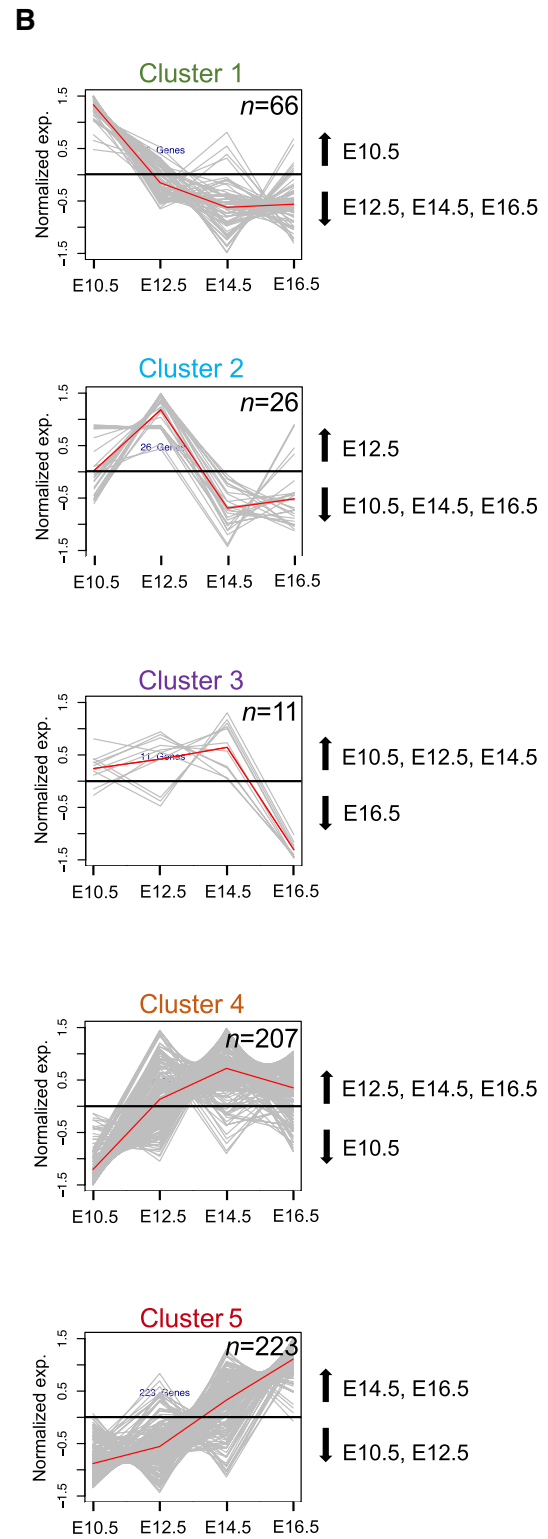 B
Cluster 1
n=66
Genes
Normalized exp.
1.5
0.5
−0.5
−1.5
E10.5 E12.5 E14.5 E16.5
E10.5
E12.5, E14.5, E16.5
Cluster 2
n=26
26 Genes
Normalized exp.
1.5
0.5
−0.5
−1.5
E10.5 E12.5 E14.5 E16.5
E12.5
E10.5, E14.5, E16.5
Cluster 3
n=11
11 Genes
Normalized exp.
1.5
0.5
−0.5
−1.5
E10.5 E12.5 E14.5 E16.5
E10.5, E12.5, E14.5
E16.5
Cluster 4
n=207
Normalized exp.
1.5
0.5
−0.5
−1.5
E10.5 E12.5 E14.5 E16.5
E12.5, E14.5, E16.5
E10.5
Cluster 5
n=223
223 Genes
Normalized exp.
1.5
0.5
−0.5
−1.5
E10.5 E12.5 E14.5 E16.5
E14.5, E16.5
E10.5, E12.5